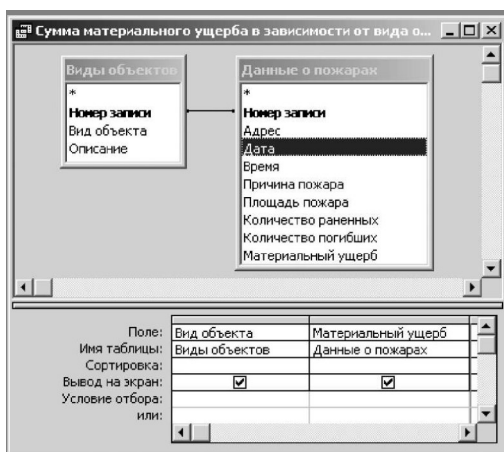 Сумма материального ущерба в зависимости от вида о...
Виды объектов
*
Номер записи
Вид объекта
Описание
Данные о пожарах
*
Номер записи
Адрес
Дата
Время
Причина пожара
Площадь пожара
Количество раненных
Количество погибших
Материальный ущерб
Поле: Вид объекта Материальный ущерб
Имя таблицы: Виды объектов Данные о пожарах
Сортировка:
Вывод на экран:
Условие отбора:
или: